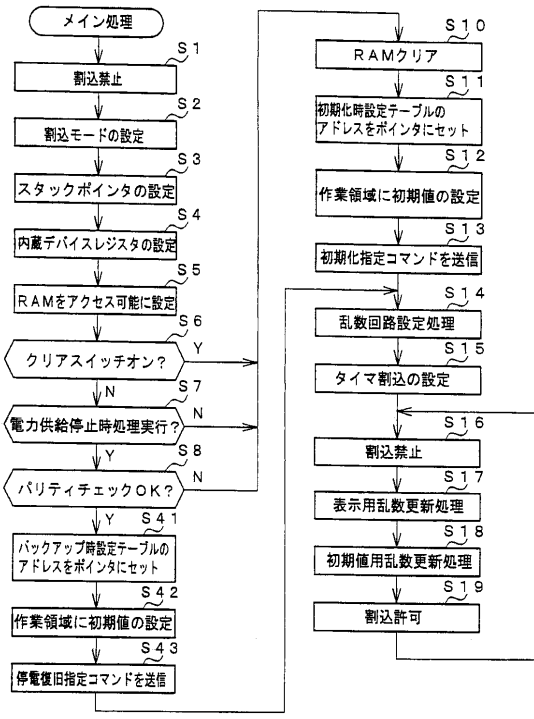 メイン処理
S1
割込禁止
S2
割込モードの設定
S3
スタックポインタの設定
S4
内蔵デバイスレジスタの設定
S5
RAMをアクセス可能に設定
S6
クリアスイッチオン?
Y
N
S7
電力供給停止時処理実行?
N
Y
S8
パリティチェックOK?
N
Y
S41
バックアップ時設定テーブルの
アドレスをポインタにセット
S42
作業領域に初期値の設定
S43
停電復旧指定コマンドを送信
S10
RAMクリア
S11
初期化時設定テーブルの
アドレスをポインタにセット
S12
作業領域に初期値の設定
S13
初期化指定コマンドを送信
S14
乱数回路設定処理
S15
タイマ割込の設定
S16
割込禁止
S17
表示用乱数更新処理
S18
初期値用乱数更新処理
S19
割込許可